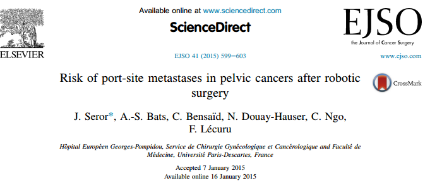 Available online at www.sciencedirect.com
ScienceDirect
EJSO
the Journal of Cancer Surgery
ELSEVIER
EJSO 41 (2015) 599–603
www.ejso.com
Risk of port-site metastases in pelvic cancers after robotic
surgery
CrossMark
J. Seror*, A.-S. Bats, C. Bensaïd, N. Douay-Hauser, C. Ngo,
F. Lécuru
Hôpital Européen Georges-Pompidou, Service de Chirurgie Gynécologique et Cancérologique and Faculté de
Médecine, Université Paris-Descartes, France
Accepted 7 January 2015
Available online 16 January 2015